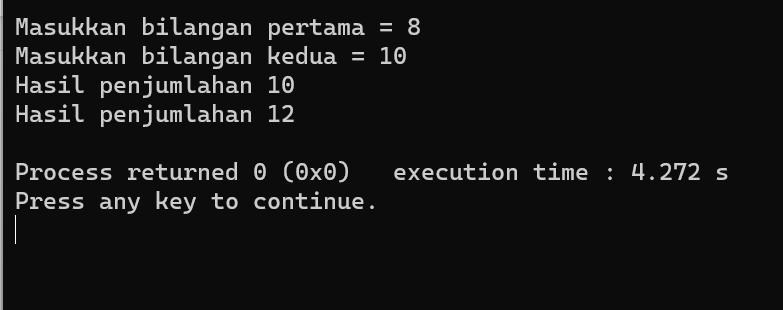 Masukkan bilangan pertama = 8
Masukkan bilangan kedua = 10
Hasil penjumlahan 10
Hasil penjumlahan 12
Process returned 0 (0x0)   execution time : 4.272 s
Press any key to continue.